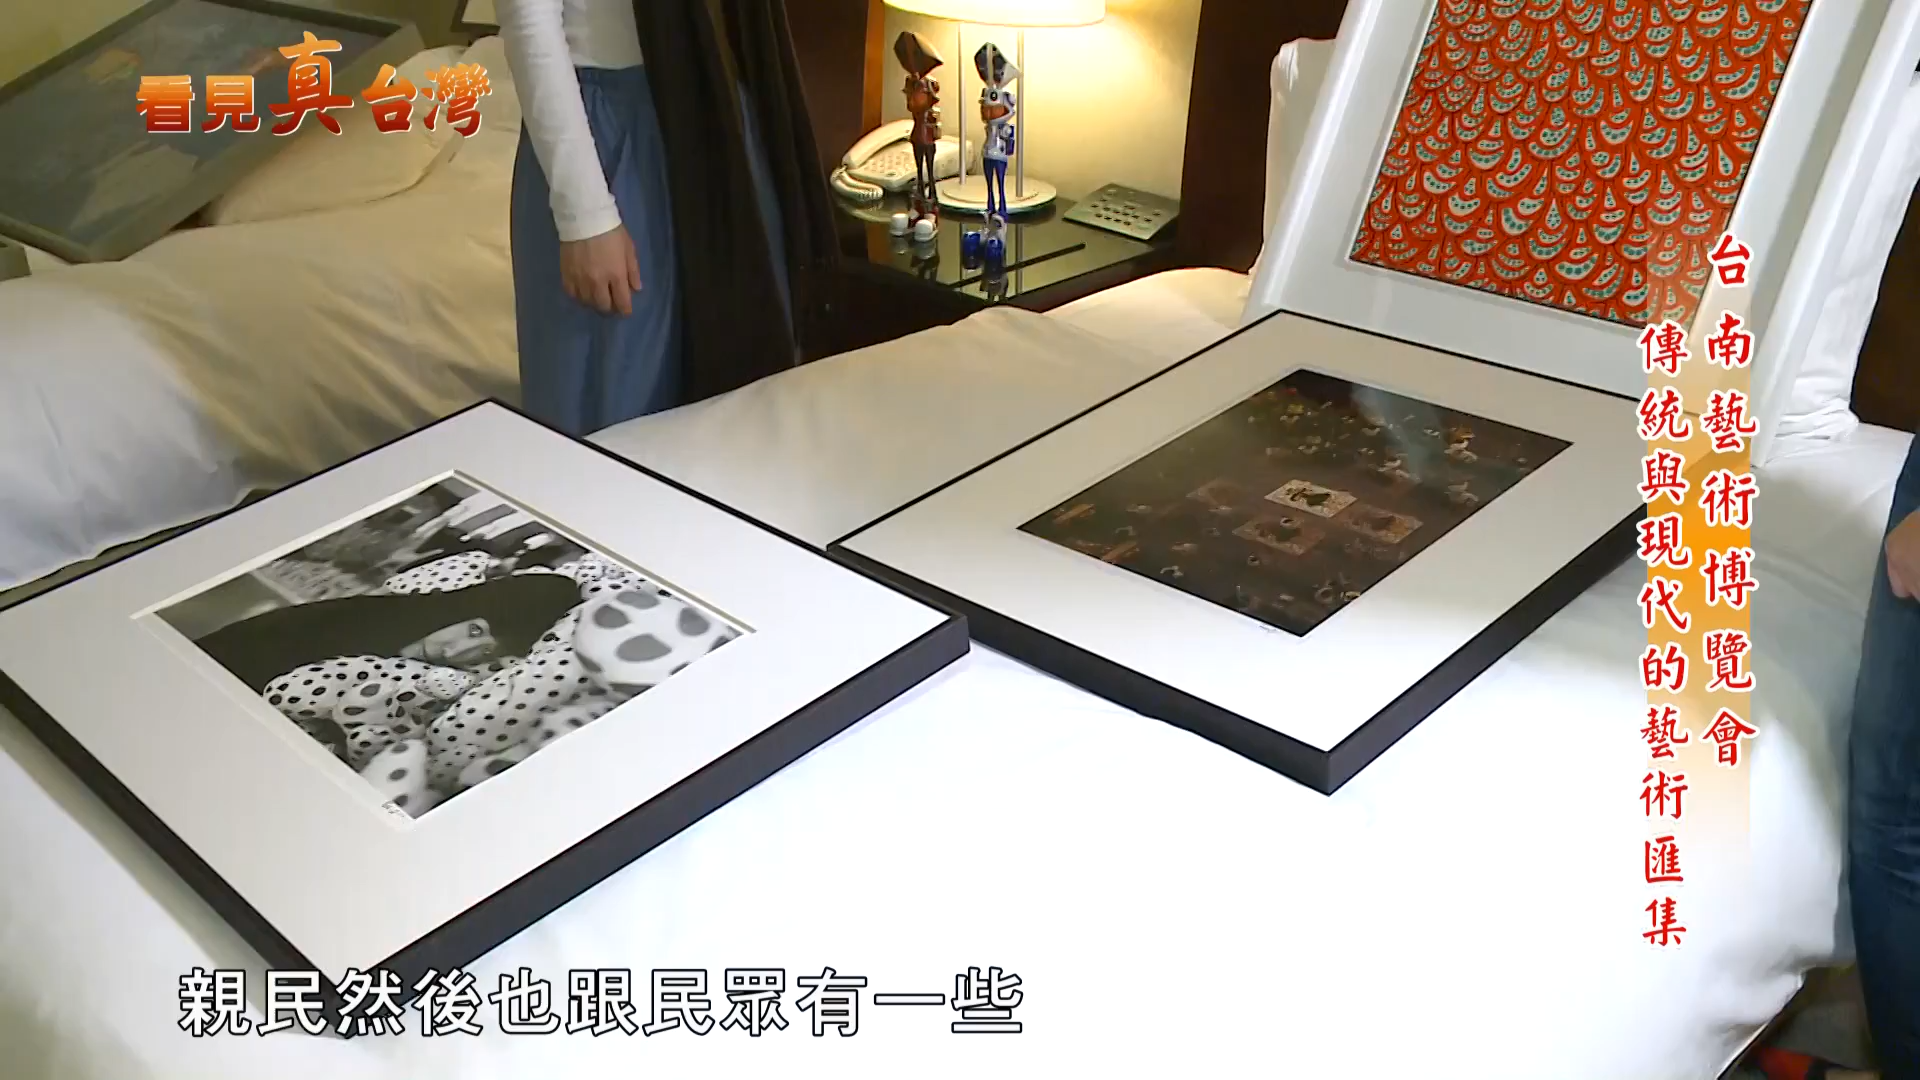 看見真台灣
台南藝術博覽會
傳統與現代的藝術匯集
親民然後也跟民眾有一些